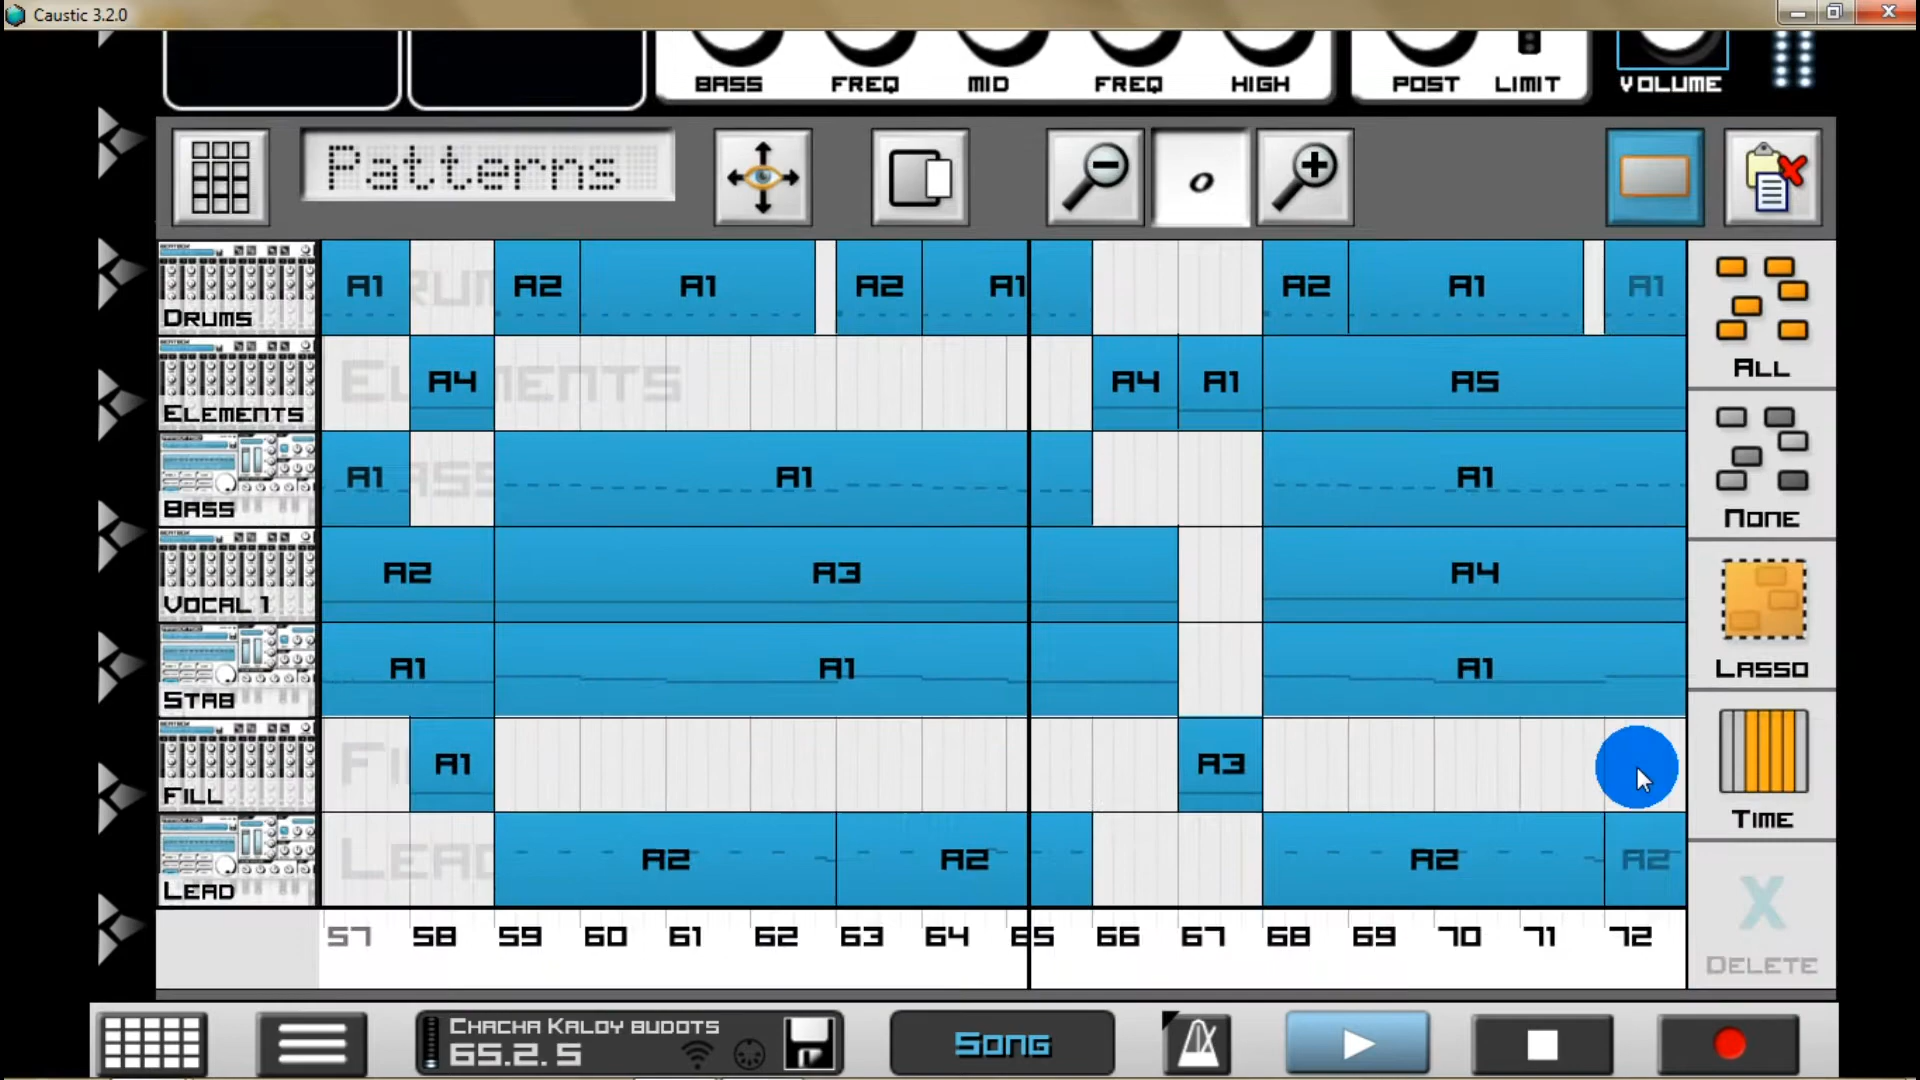 Caustic 3.2.0
BASS FREQ MID FREQ HIGH POST LIMIT VOLUME
Patterns
DRUMS A1 A2 A1 A2 A1 A2 A1 A1
ELEMENTS A4 ELEMENTS A4 A1 A5
BASS A1 A1 A1
VOCAL 1 A2 A3 A4
STAB A1 A1 A1
FILL A1 A3
LEAD LEAD A2 A2 A2 A2
ALL
NONE
LASSO
TIME
X
DELETE
57 58 59 60 61 62 63 64 65 66 67 68 69 70 71 72
CHACHA KALOY BUDOTS
65.2.5
SONG